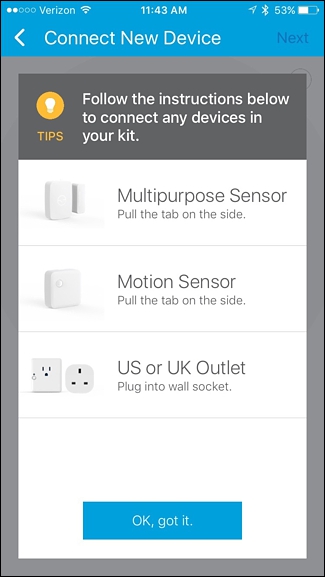 Verizon 11:43 AM 53%
Connect New Device Next
TIPS
Follow the instructions below
to connect any devices in
your kit.
Multipurpose Sensor
Pull the tab on the side.
Motion Sensor
Pull the tab on the side.
US or UK Outlet
Plug into wall socket.
OK, got it.